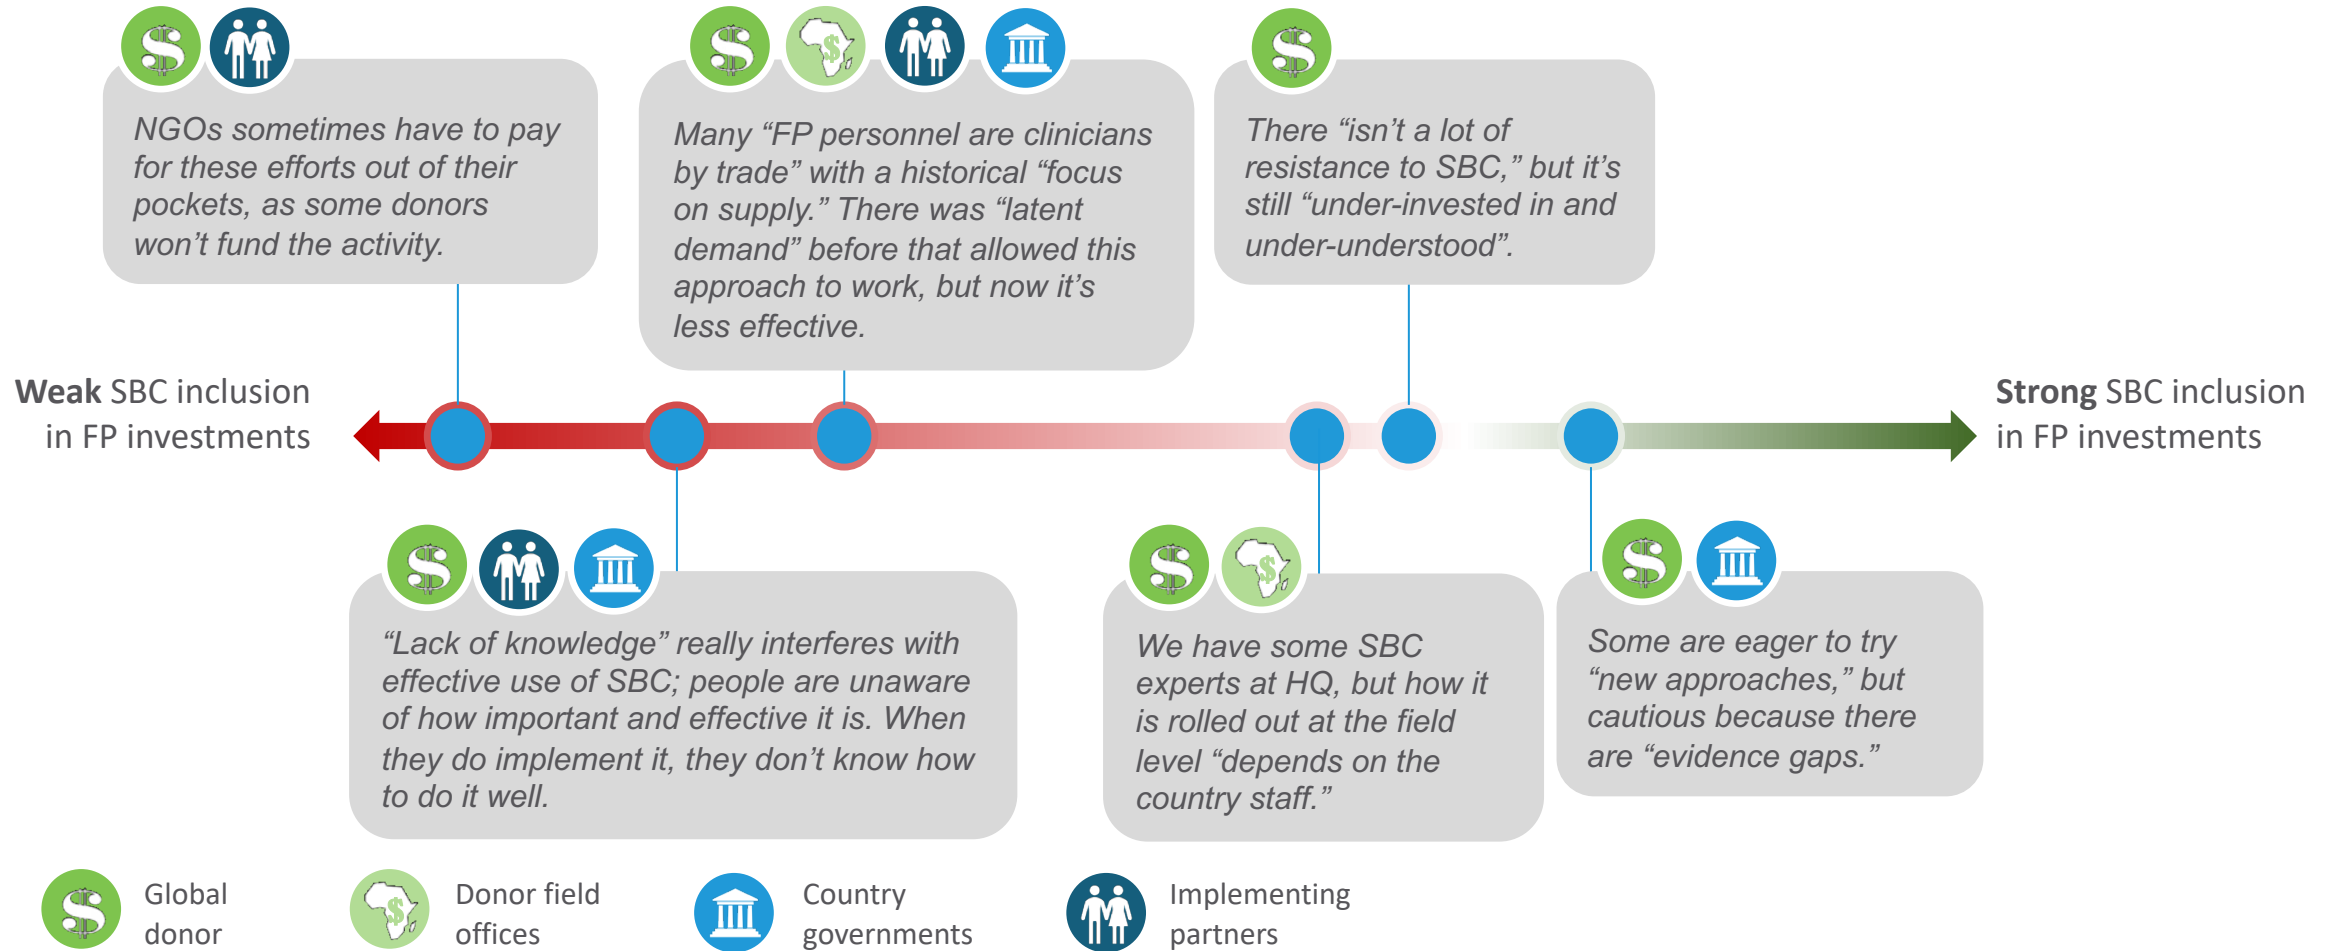 NGOs sometimes have to pay
for these efforts out of their
pockets, as some donors
won’t fund the activity.
Many “FP personnel are clinicians
by trade” with a historical “focus
on supply.” There was “latent
demand” before that allowed this
approach to work, but now it’s
less effective.
There “isn’t a lot of
resistance to SBC,” but it’s
still “under-invested in and
under-understood”.
Weak SBC inclusion
in FP investments
Strong SBC inclusion
in FP investments
“Lack of knowledge” really interferes with
effective use of SBC; people are unaware
of how important and effective it is. When
they do implement it, they don’t know how
to do it well.
We have some SBC
experts at HQ, but how it
is rolled out at the field
level “depends on the
country staff.”
Some are eager to try
“new approaches,” but
cautious because there
are “evidence gaps.”
Global
donor
Donor field
offices
Country
governments
Implementing
partners